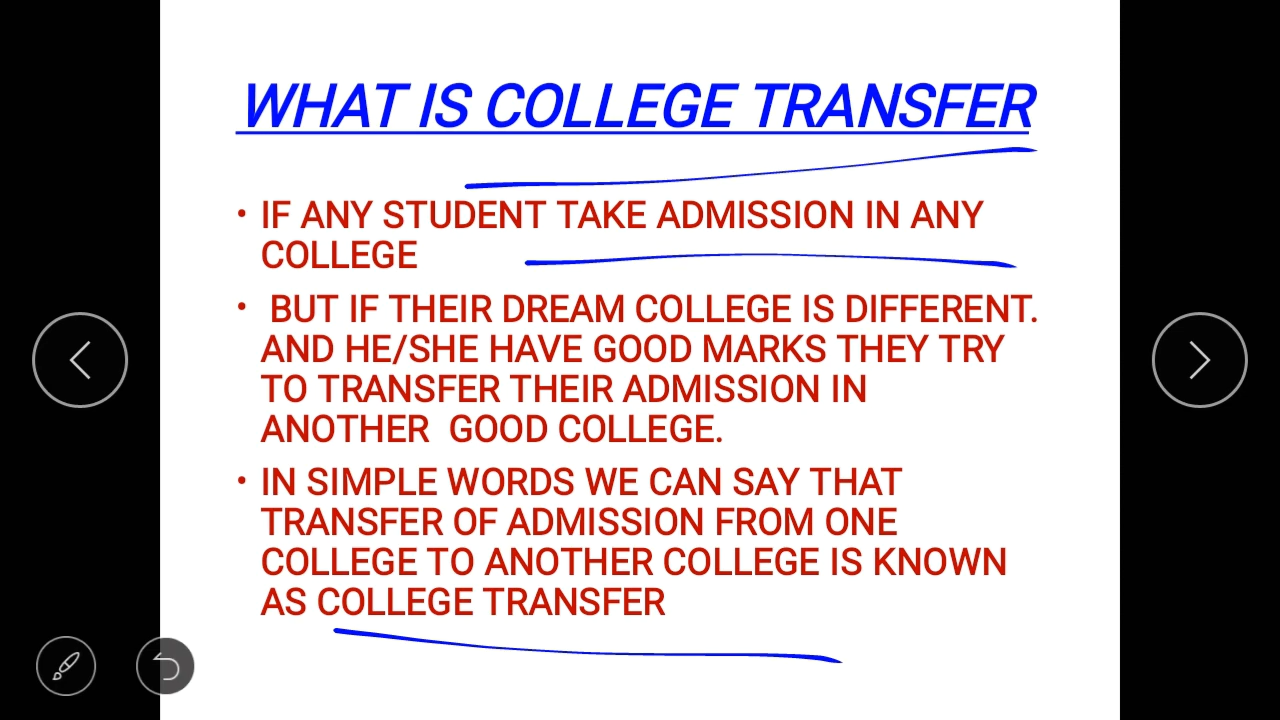 WHAT IS COLLEGE TRANSFER
• IF ANY STUDENT TAKE ADMISSION IN ANY
COLLEGE
• BUT IF THEIR DREAM COLLEGE IS DIFFERENT.
AND HE/SHE HAVE GOOD MARKS THEY TRY
TO TRANSFER THEIR ADMISSION IN
ANOTHER GOOD COLLEGE.
• IN SIMPLE WORDS WE CAN SAY THAT
TRANSFER OF ADMISSION FROM ONE
COLLEGE TO ANOTHER COLLEGE IS KNOWN
AS COLLEGE TRANSFER